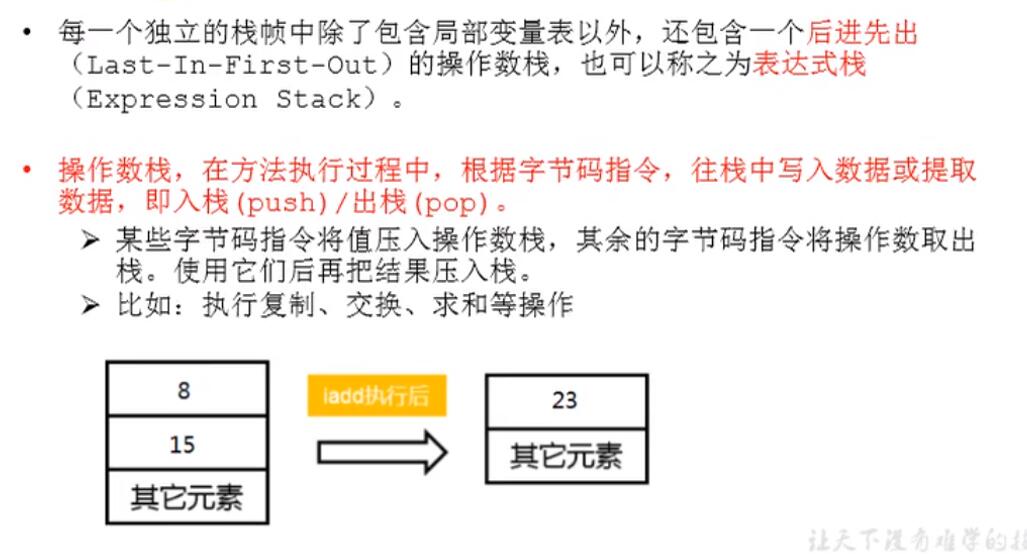 • 每一个独立的栈帧中除了包含局部变量表以外，还包含一个后进先出
（Last-In-First-Out）的操作数栈，也可以称之为表达式栈
（Expression Stack）。
• 操作数栈，在方法执行过程中，根据字节码指令，往栈中写入数据或提取
数据，即入栈(push)/出栈(pop)。
➢ 某些字节码指令将值压入操作数栈，其余的字节码指令将操作数取出
栈。使用它们后再把结果压入栈。
➢ 比如：执行复制、交换、求和等操作
8
15
其它元素
iadd执行后
23
其它元素
让天下没有难学的技